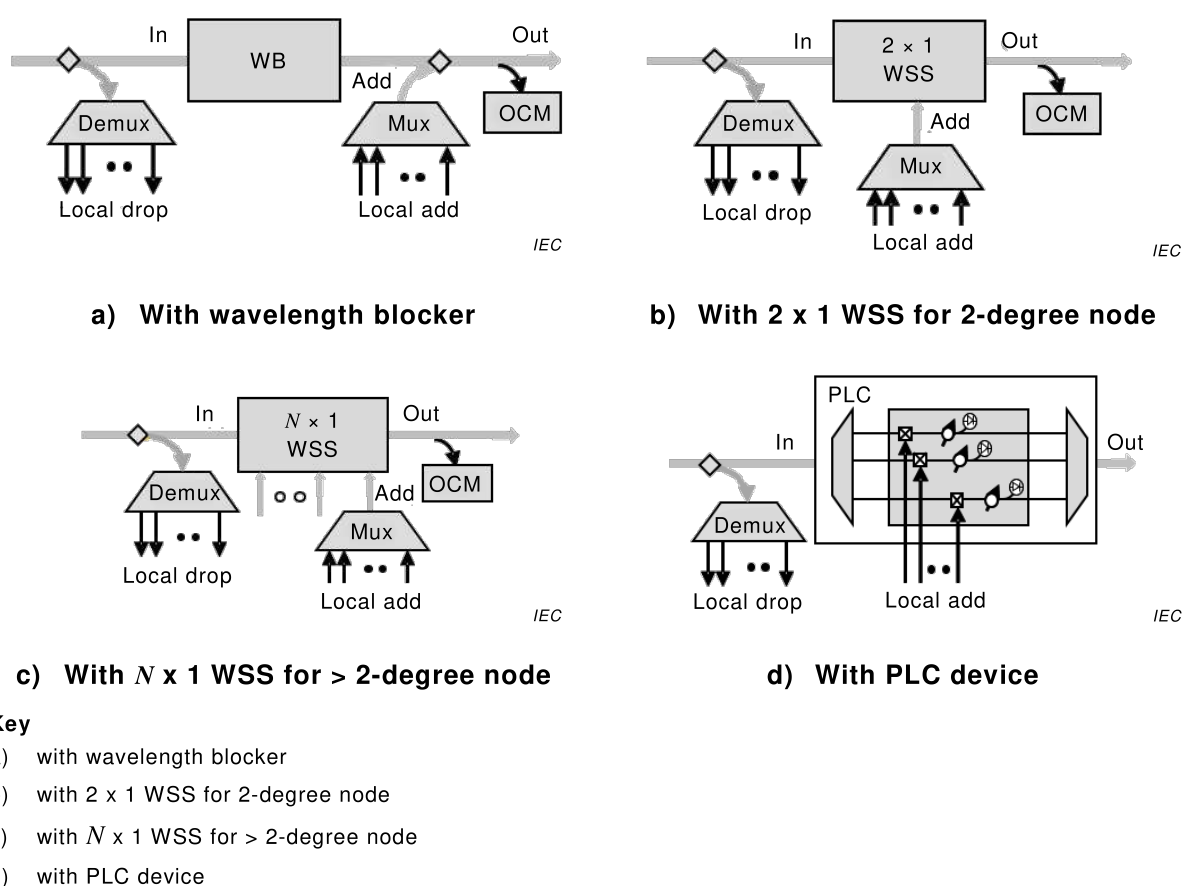 In
WB
Out
Add
Demux
Mux
OCM
Local drop
Local add
IEC
a) With wavelength blocker
In
2 × 1
WSS
Out
Demux
OCM
Add
Mux
Local drop
Local add
IEC
b) With 2 x 1 WSS for 2-degree node
In
N × 1
WSS
Out
Demux
Add
OCM
Mux
Local drop
Local add
IEC
c) With N x 1 WSS for > 2-degree node
PLC
In
Out
Demux
Local drop
Local add
IEC
d) With PLC device
Key
) with wavelength blocker
) with 2 x 1 WSS for 2-degree node
) with N x 1 WSS for > 2-degree node
) with PLC device